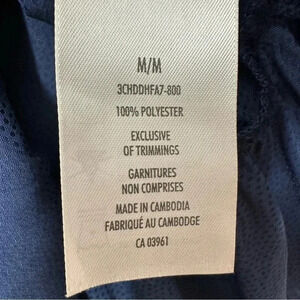 M/M
3CHDDHFA7-800
100% POLYESTER
EXCLUSIVE
OF TRIMMINGS
GARNITURES
NON COMPRISES
MADE IN CAMBODIA
FABRIQUÉ AU CAMBODGE
CA 03961